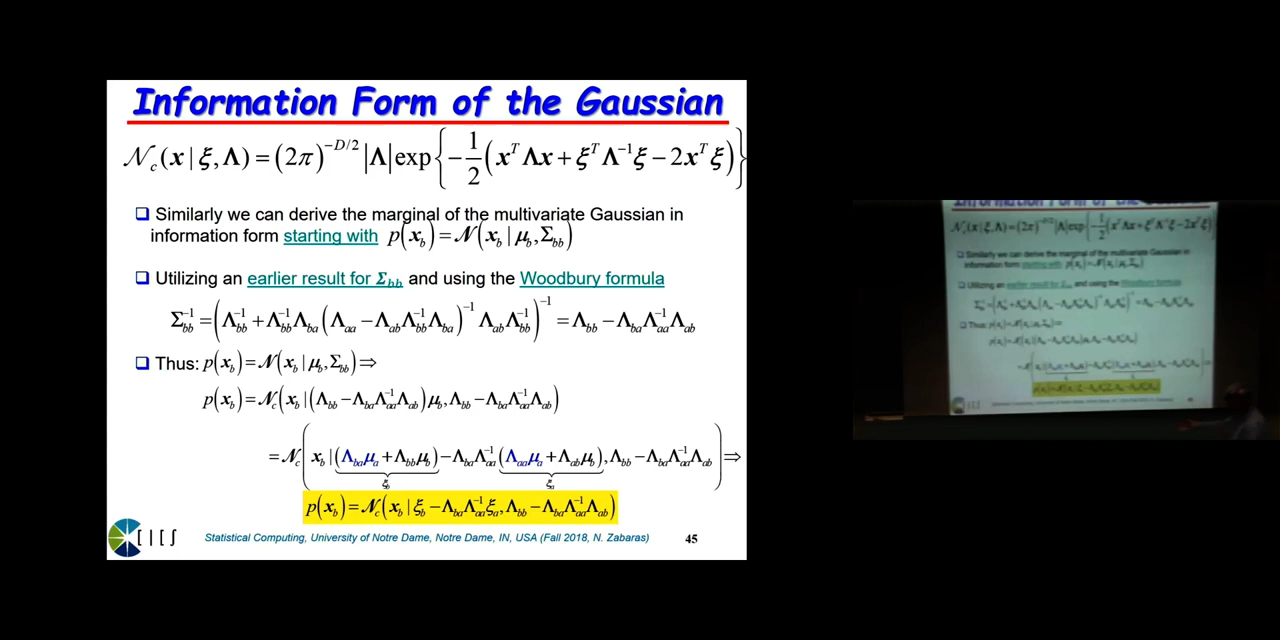 Information Form of the Gaussian
𝒩c(x | ξ, Λ) = (2π)^{-D/2} |Λ| exp{ -1/2 ( x^T Λx + ξ^T Λ^{-1} ξ - 2x^T ξ ) }
❑ Similarly we can derive the marginal of the multivariate Gaussian in
information form starting with p(x_b) = 𝒩(x_b | μ_b, Σ_bb)
❑ Utilizing an earlier result for Σ_bb and using the Woodbury formula
Σ_bb^{-1} = ( Λ_bb^{-1} + Λ_bb^{-1} Λ_ba ( Λ_aa - Λ_ab Λ_bb^{-1} Λ_ba )^{-1} Λ_ab Λ_bb^{-1} )^{-1} = Λ_bb - Λ_ba Λ_aa^{-1} Λ_ab
❑ Thus: p(x_b) = 𝒩(x_b | μ_b, Σ_bb) ⇒
p(x_b) = 𝒩c( x_b | ( Λ_bb - Λ_ba Λ_aa^{-1} Λ_ab ) μ_b, Λ_bb - Λ_ba Λ_aa^{-1} Λ_ab )
= 𝒩c( x_b | ( Λ_ba μ_a + Λ_bb μ_b ) - Λ_ba Λ_aa^{-1} ( Λ_aa μ_a + Λ_ab μ_b ), Λ_bb - Λ_ba Λ_aa^{-1} Λ_ab ) ⇒
ξ_b ξ_a
p(x_b) = 𝒩c( x_b | ξ_b - Λ_ba Λ_aa^{-1} ξ_a, Λ_bb - Λ_ba Λ_aa^{-1} Λ_ab )
Statistical Computing, University of Notre Dame, Notre Dame, IN, USA (Fall 2018, N. Zabaras) 45